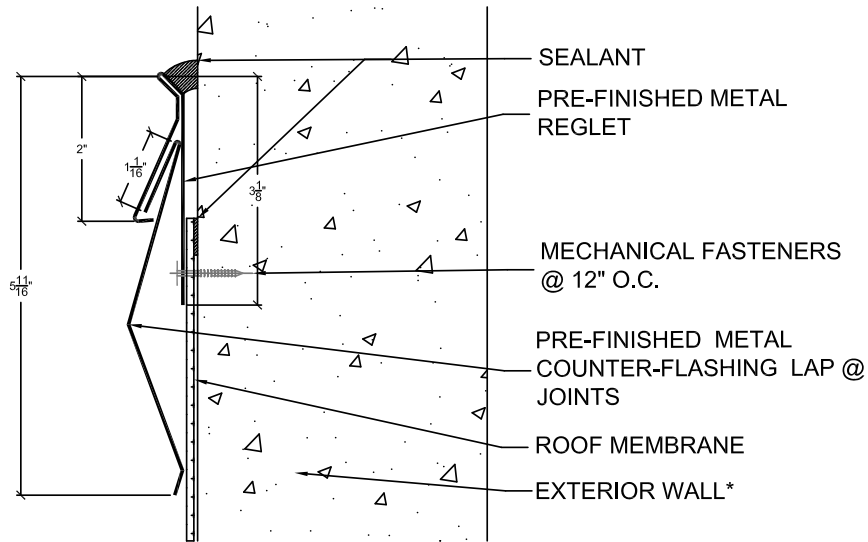 SEALANT
PRE-FINISHED METAL
REGLET
2"
1 1/16"
3 1/8"
MECHANICAL FASTENERS
@ 12" O.C.
5 11/16"
PRE-FINISHED METAL
COUNTER-FLASHING LAP @
JOINTS
ROOF MEMBRANE
EXTERIOR WALL*